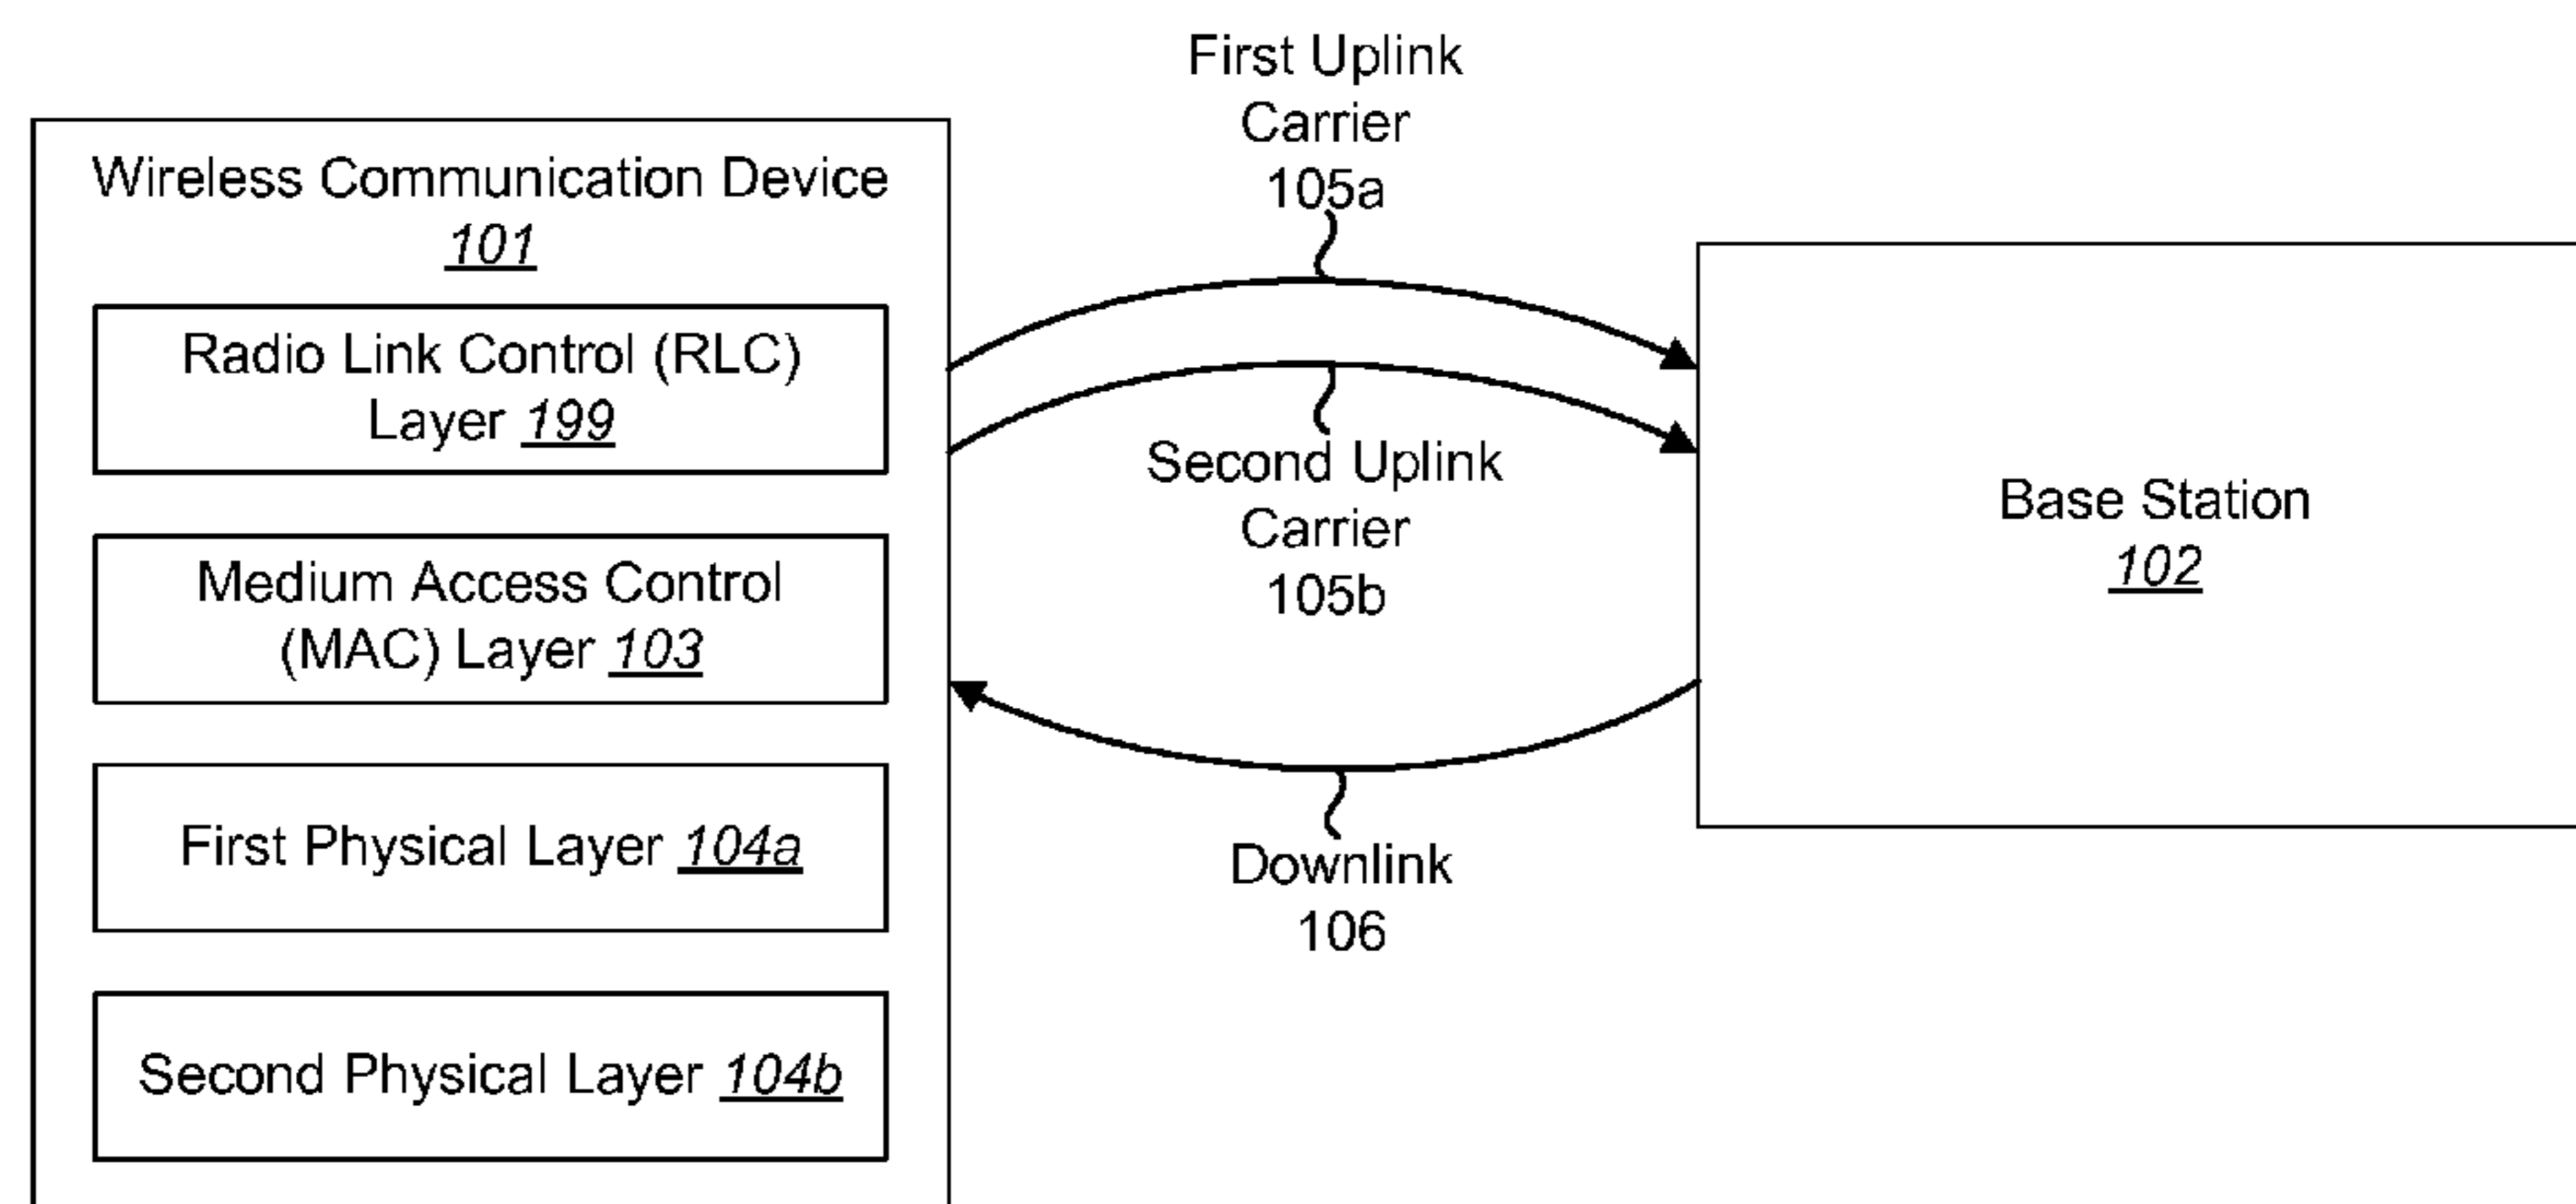 Wireless Communication Device
101
Radio Link Control (RLC)
Layer 199
Medium Access Control
(MAC) Layer 103
First Physical Layer 104a
Second Physical Layer 104b
First Uplink
Carrier
105a
Second Uplink
Carrier
105b
Downlink
106
Base Station
102